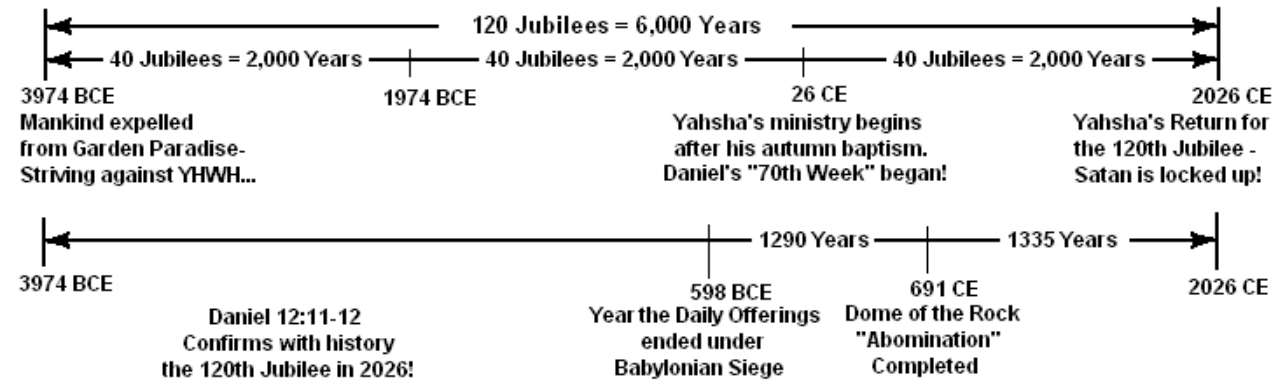 120 Jubilees = 6,000 Years
40 Jubilees = 2,000 Years 40 Jubilees = 2,000 Years 40 Jubilees = 2,000 Years
3974 BCE 1974 BCE 26 CE 2026 CE
Mankind expelled
from Garden Paradise-
Striving against YHWH...
Yahsha's ministry begins
after his autumn baptism.
Daniel's "70th Week" began!
Yahsha's Return for
the 120th Jubilee -
Satan is locked up!
1290 Years 1335 Years
3974 BCE 598 BCE 691 CE 2026 CE
Daniel 12:11-12
Confirms with history
the 120th Jubilee in 2026!
Year the Daily Offerings
ended under
Babylonian Siege
Dome of the Rock
"Abomination"
Completed